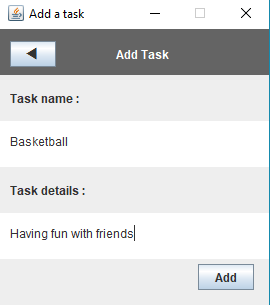 Add a task
Add Task
Task name :
Basketball
Task details :
Having fun with friends
Add